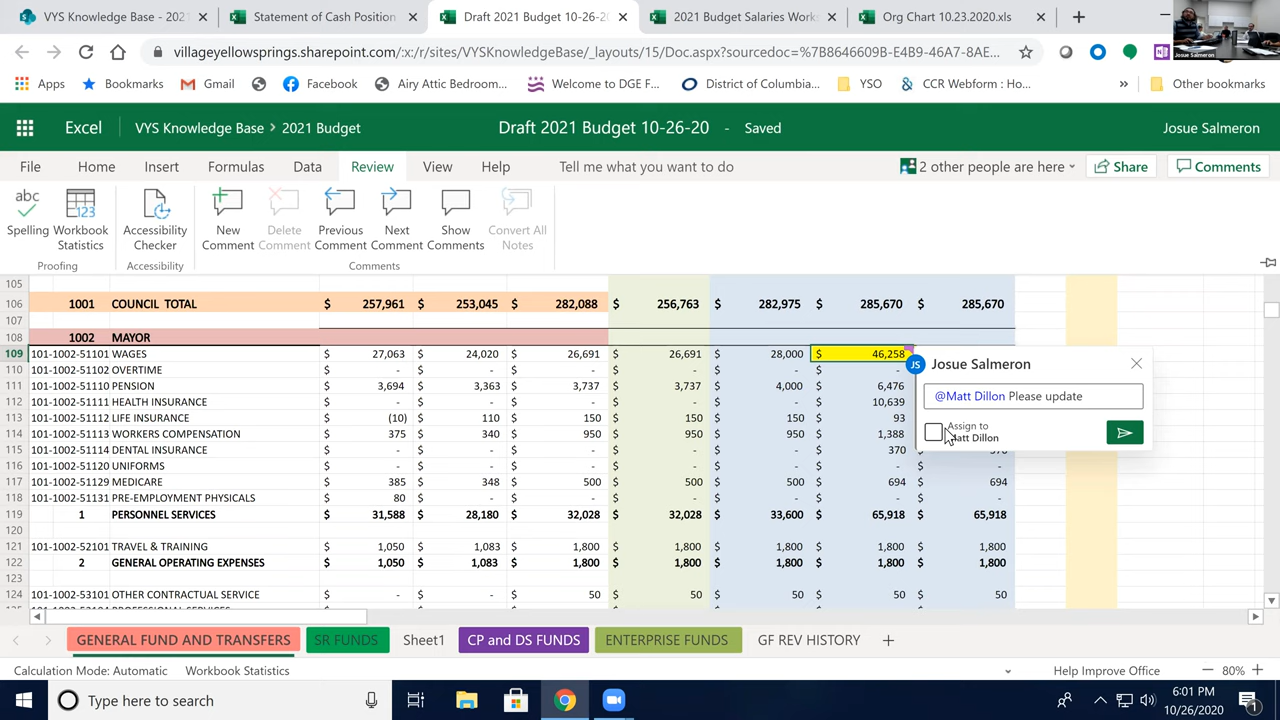 VYS Knowledge Base - 2021
Statement of Cash Position
Draft 2021 Budget 10-26-20
2021 Budget Salaries Works
Org Chart 10.23.2020.xls
villageyellowsprings.sharepoint.com/:x:/r/sites/VYSKnowledgeBase/_layouts/15/Doc.aspx?sourcedoc=%7B8646609B-E4B9-46A7-8AE...
Josue Salmeron
Apps Bookmarks Gmail Facebook Airy Attic Bedroom... Welcome to DGE F... District of Columbia... YSO CCR Webform : Ho... » Other bookmarks
Excel VYS Knowledge Base > 2021 Budget Draft 2021 Budget 10-26-20 - Saved Josue Salmeron
File Home Insert Formulas Data Review View Help Tell me what you want to do 2 other people are here Share Comments
abc
123
Spelling Workbook Statistics Accessibility Checker New Comment Delete Comment Previous Comment Next Comment Show Comments Convert All Notes
Proofing Accessibility Comments
105
106 1001 COUNCIL TOTAL $ 257,961 $ 253,045 $ 282,088 $ 256,763 $ 282,975 $ 285,670 $ 285,670
107
108 1002 MAYOR
109 101-1002-51101 WAGES $ 27,063 $ 24,020 $ 26,691 $ 26,691 $ 28,000 $ 46,258
110 101-1002-51102 OVERTIME $ - $ - $ - $ - $ - $ -
111 101-1002-51110 PENSION $ 3,694 $ 3,363 $ 3,737 $ 3,737 $ 4,000 $ 6,476
112 101-1002-51111 HEALTH INSURANCE $ - $ - $ - $ - $ - $ 10,639
113 101-1002-51112 LIFE INSURANCE $ (10) $ 110 $ 150 $ 150 $ 150 $ 93
114 101-1002-51113 WORKERS COMPENSATION $ 375 $ 340 $ 950 $ 950 $ 950 $ 1,388
115 101-1002-51114 DENTAL INSURANCE $ - $ - $ - $ - $ - $ 370 $ 370
116 101-1002-51120 UNIFORMS $ - $ - $ - $ - $ - $ - $ -
117 101-1002-51129 MEDICARE $ 385 $ 348 $ 500 $ 500 $ 500 $ 694 $ 694
118 101-1002-51131 PRE-EMPLOYMENT PHYSICALS $ 80 $ - $ - $ - $ - $ - $ -
119 1 PERSONNEL SERVICES $ 31,588 $ 28,180 $ 32,028 $ 32,028 $ 33,600 $ 65,918 $ 65,918
120
121 101-1002-52101 TRAVEL & TRAINING $ 1,050 $ 1,083 $ 1,800 $ 1,800 $ 1,800 $ 1,800 $ 1,800
122 2 GENERAL OPERATING EXPENSES $ 1,050 $ 1,083 $ 1,800 $ 1,800 $ 1,800 $ 1,800 $ 1,800
123
124 101-1002-53101 OTHER CONTRACTUAL SERVICE $ - $ - $ 50 $ 50 $ 50 $ 50 $ 50
JS Josue Salmeron
@Matt Dillon Please update
Assign to
Matt Dillon
GENERAL FUND AND TRANSFERS SR FUNDS Sheet1 CP and DS FUNDS ENTERPRISE FUNDS GF REV HISTORY
Calculation Mode: Automatic Workbook Statistics Help Improve Office 80%
Type here to search
6:01 PM
10/26/2020
1